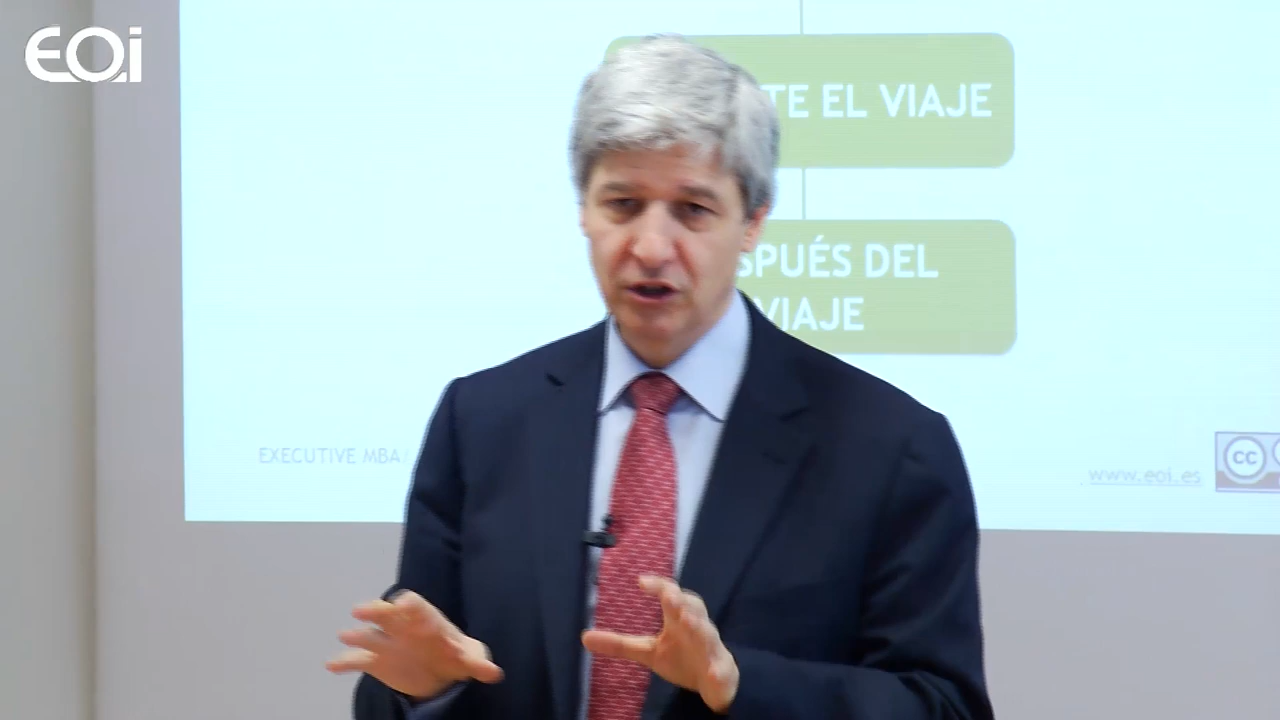 EOi
TE EL VIAJE
SPUÉS DEL
VIAJE
EXECUTIVE MBA
www.eoi.es
cc